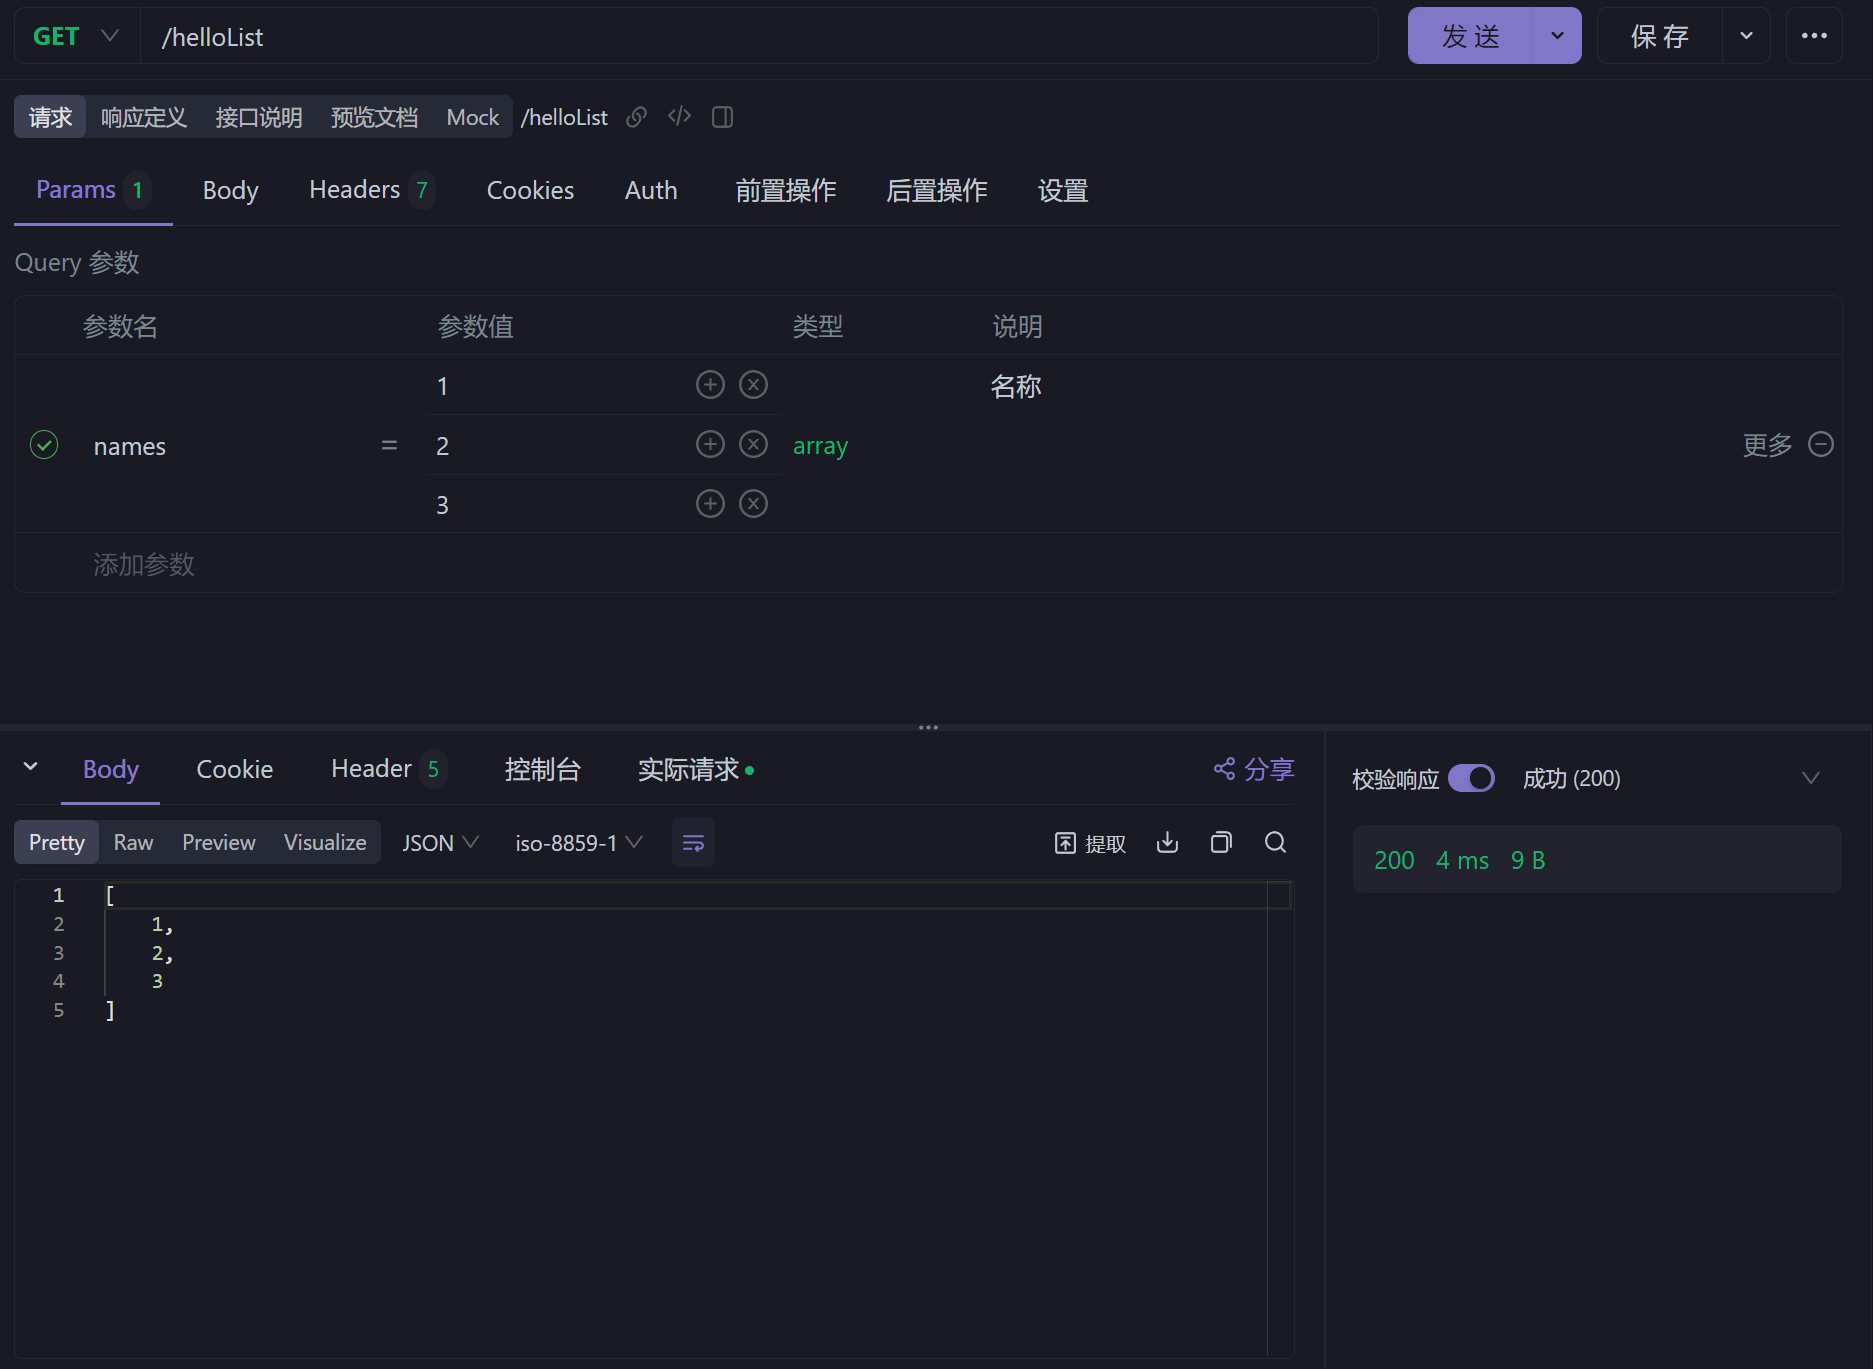 GET /helloList 发 送 保 存
请求 响应定义 接口说明 预览文档 Mock /helloList
Params 1 Body Headers 7 Cookies Auth 前置操作 后置操作 设置
Query 参数
参数名 参数值 类型 说明
1 名称
names = 2 array 更多
3
添加参数
Body Cookie Header 5 控制台 实际请求 分享 校验响应 成功 (200)
Pretty Raw Preview Visualize JSON iso-8859-1 提取
200 4 ms 9 B
1 [
2 1,
3 2,
4 3
5 ]